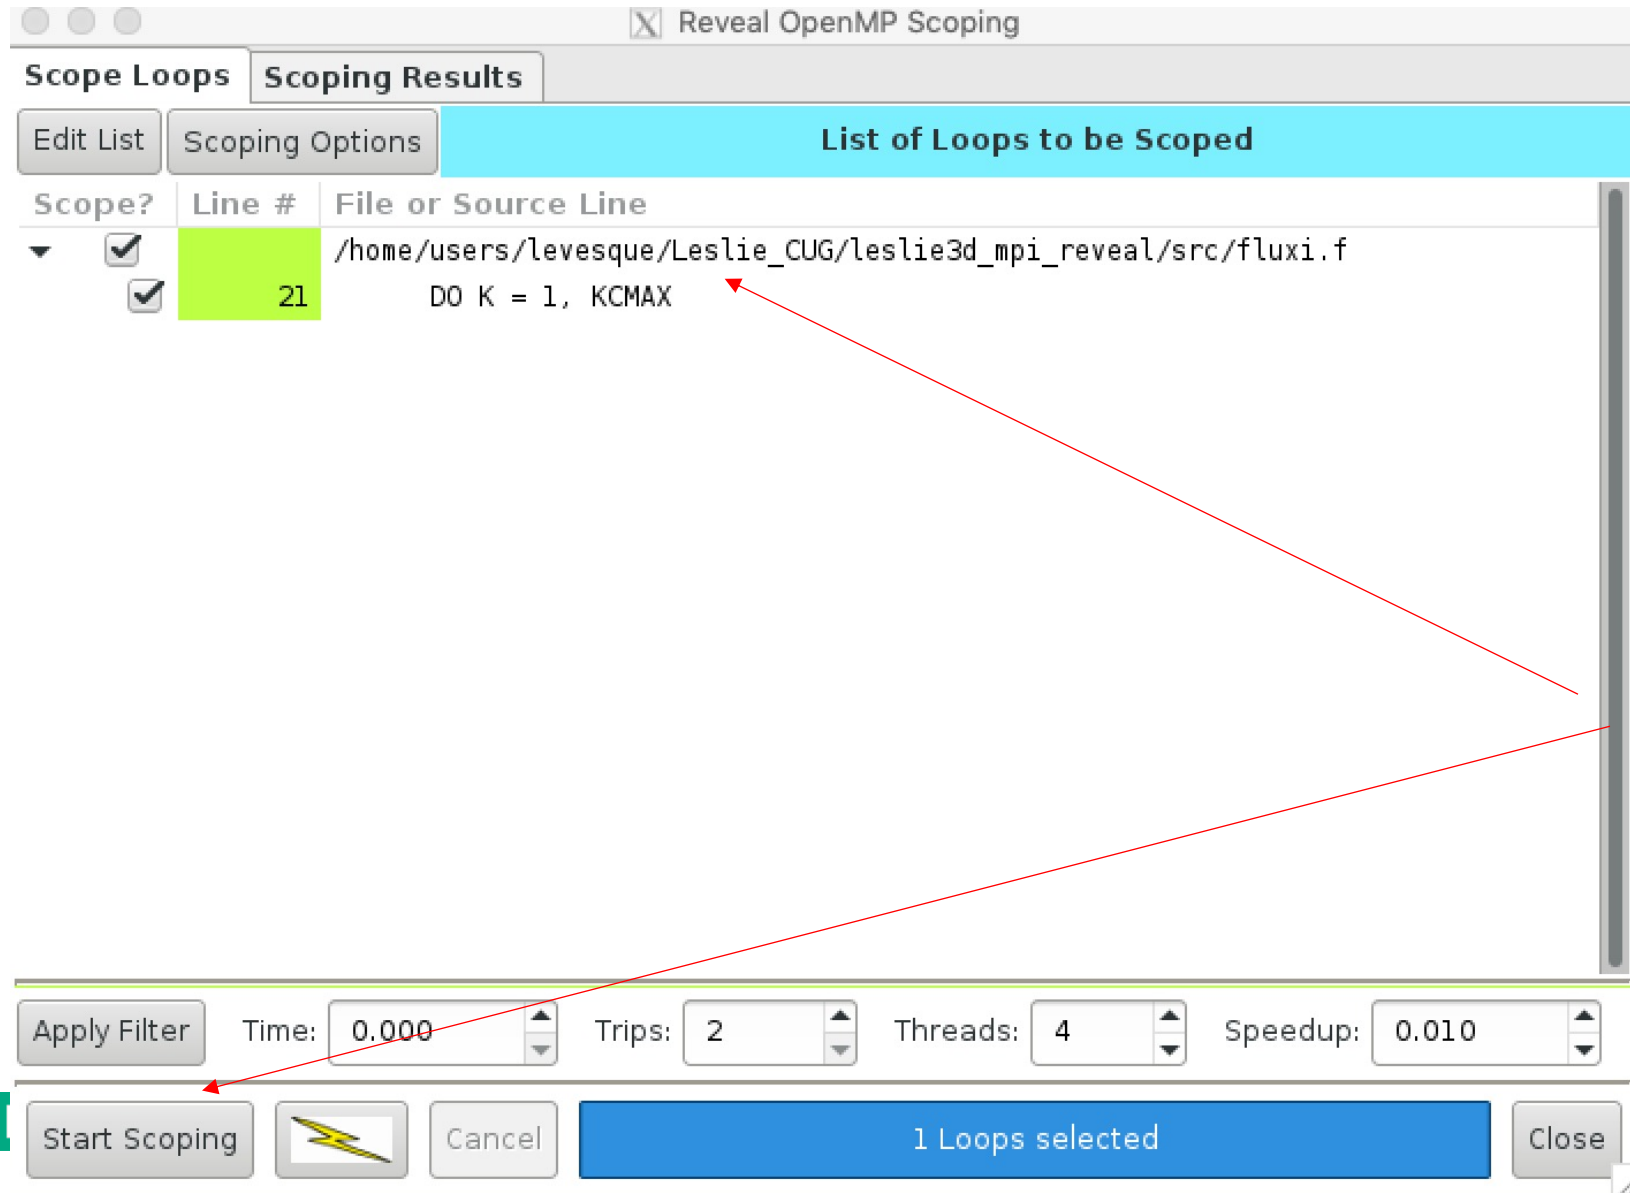 Reveal OpenMP Scoping
Scope Loops Scoping Results
Edit List Scoping Options List of Loops to be Scoped
Scope? Line # File or Source Line
/home/users/levesque/Leslie_CUG/leslie3d_mpi_reveal/src/fluxi.f
21 DO K = 1, KCMAX
Apply Filter Time: 0.000 Trips: 2 Threads: 4 Speedup: 0.010
Start Scoping Cancel 1 Loops selected Close